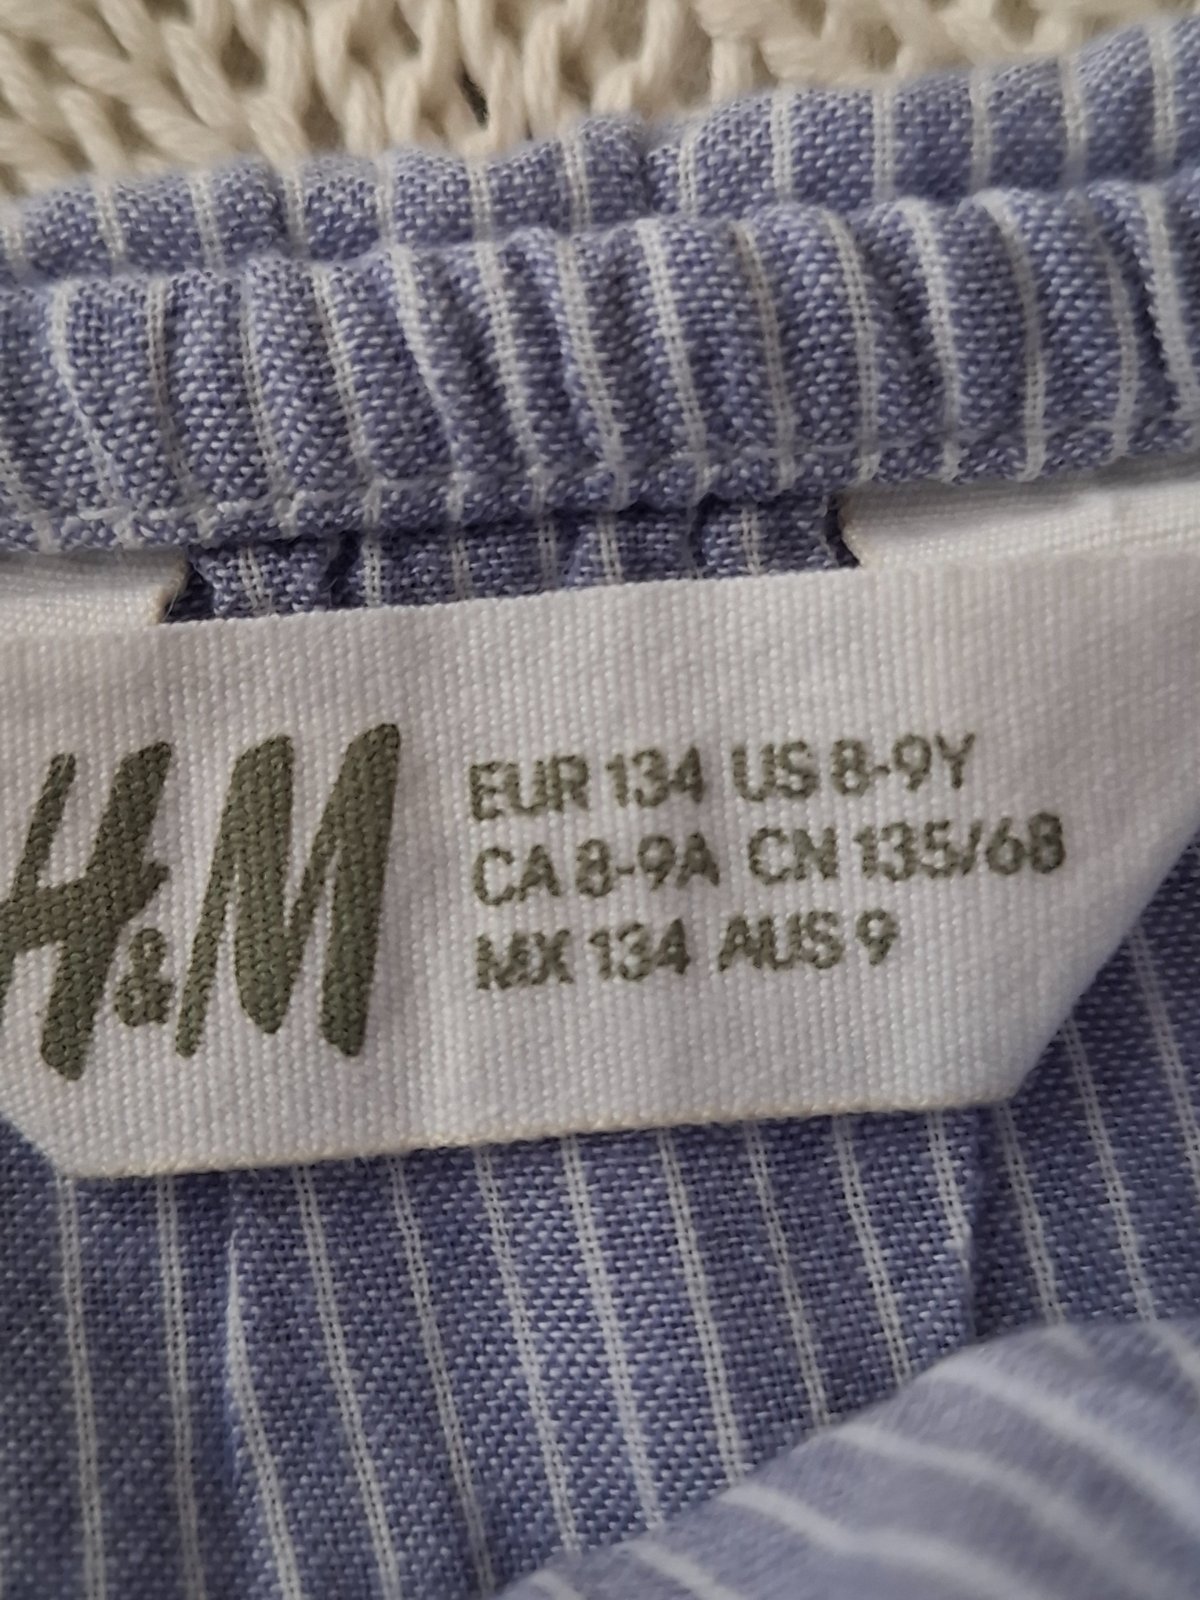 H&M
EUR 134 US 8-9Y
CA 8-9A CN 135/68
MX 134 AUS 9